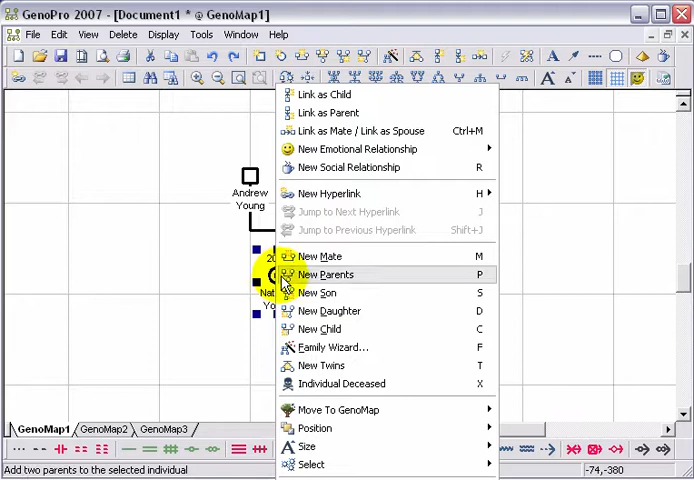 GenoPro 2007 - [Document1 * @ GenoMap1]
File Edit View Delete Display Tools Window Help
Link as Child
Link as Parent
Link as Mate / Link as Spouse Ctrl+M
New Emotional Relationship
New Social Relationship R
New Hyperlink H
Jump to Next Hyperlink J
Jump to Previous Hyperlink Shift+J
New Mate M
New Parents P
New Son S
New Daughter D
New Child C
Family Wizard... F
New Twins T
Individual Deceased X
Move To GenoMap
Position
Size
Select
Andrew
Young
20
Nat
Yo
GenoMap1 GenoMap2 GenoMap3
Add two parents to the selected individual -74,-380